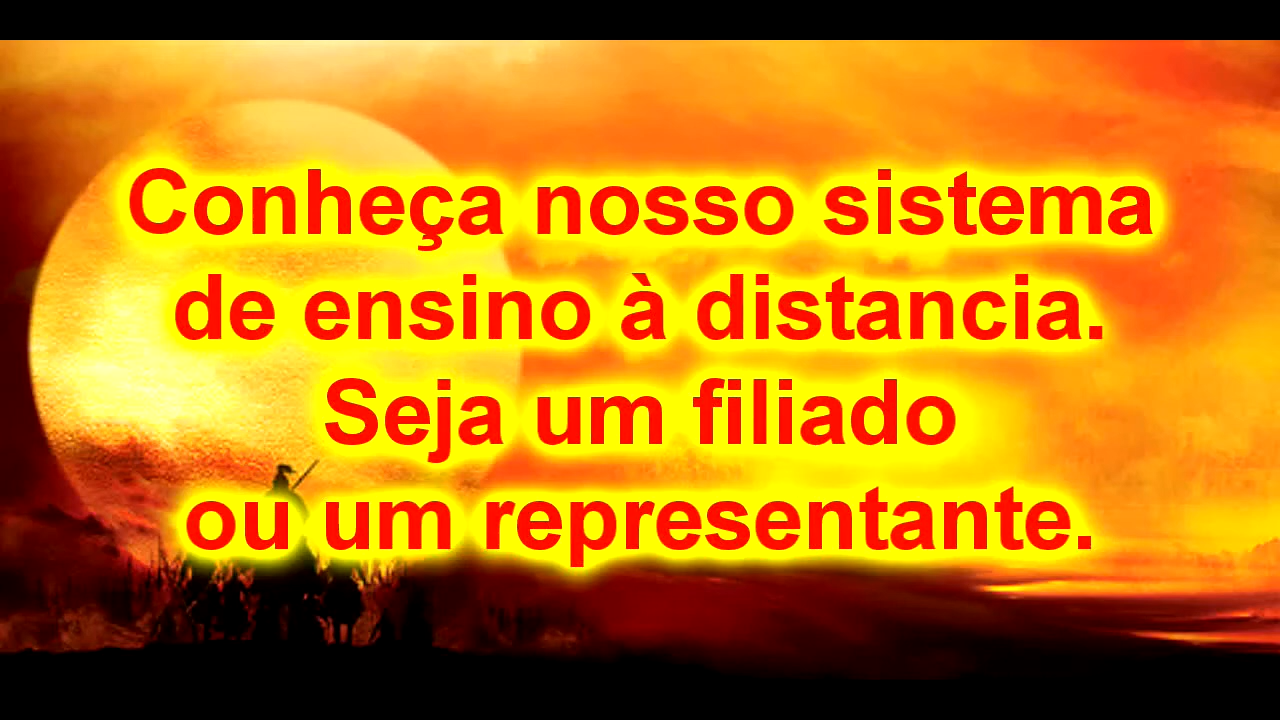 Conheça nosso sistema
de ensino à distancia.
Seja um filiado
ou um representante.